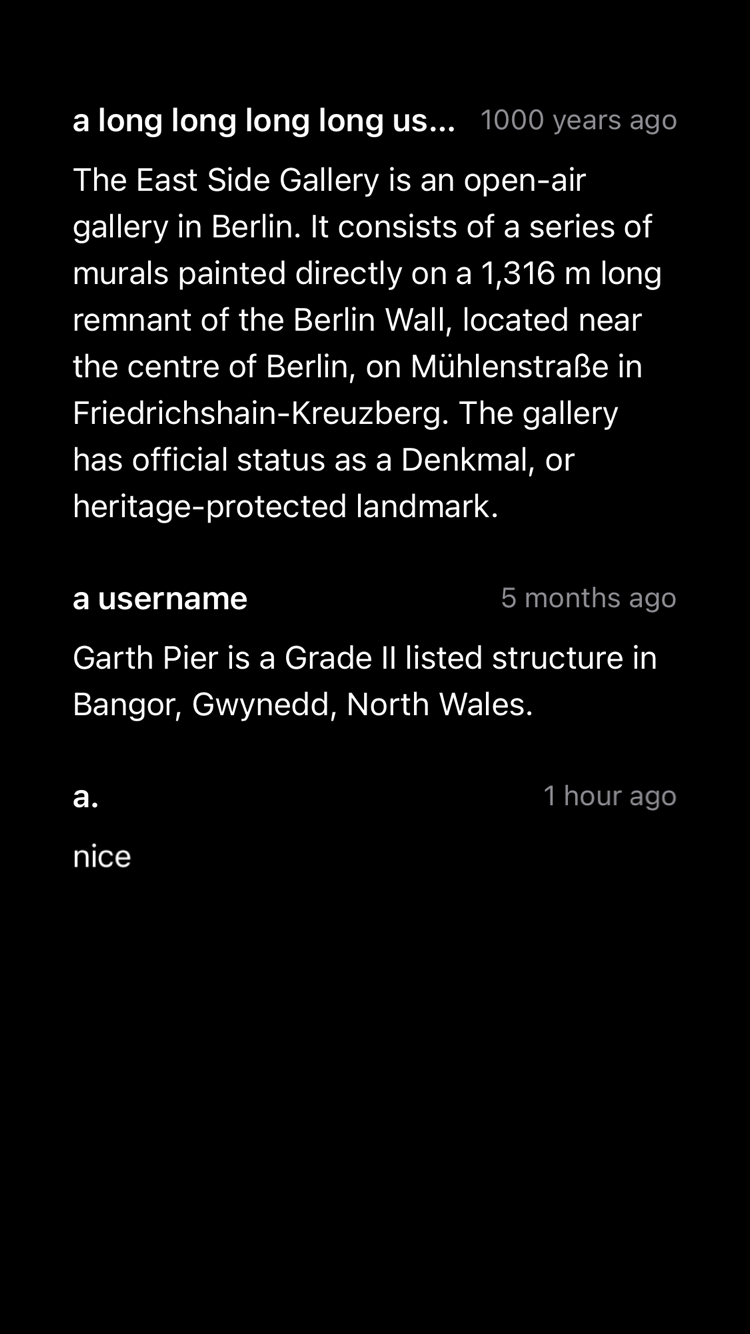 a long long long long us... 1000 years ago
The East Side Gallery is an open-air
gallery in Berlin. It consists of a series of
murals painted directly on a 1,316 m long
remnant of the Berlin Wall, located near
the centre of Berlin, on Mühlenstraße in
Friedrichshain-Kreuzberg. The gallery
has official status as a Denkmal, or
heritage-protected landmark.
a username 5 months ago
Garth Pier is a Grade II listed structure in
Bangor, Gwynedd, North Wales.
a. 1 hour ago
nice